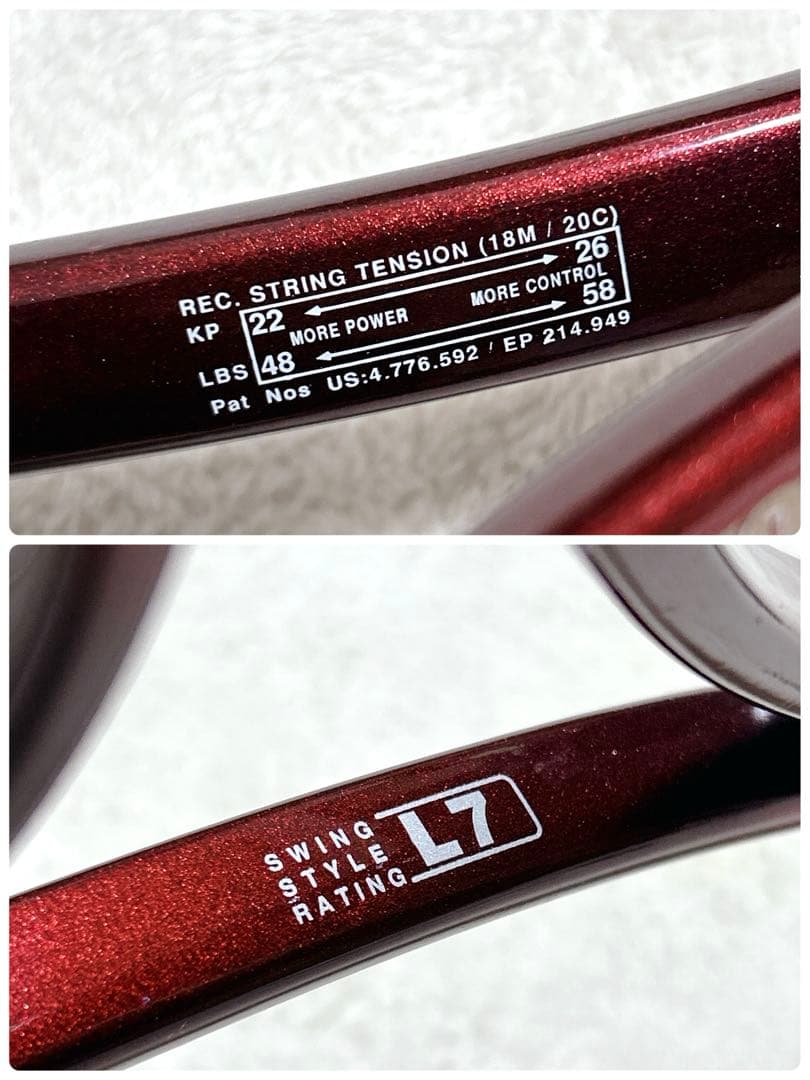 REC. STRING TENSION (18M / 20C)
KP 22 26
MORE POWER MORE CONTROL
LBS 48 58
Pat Nos US:4.776.592 / EP 214.949
SWING
STYLE
RATING
L7